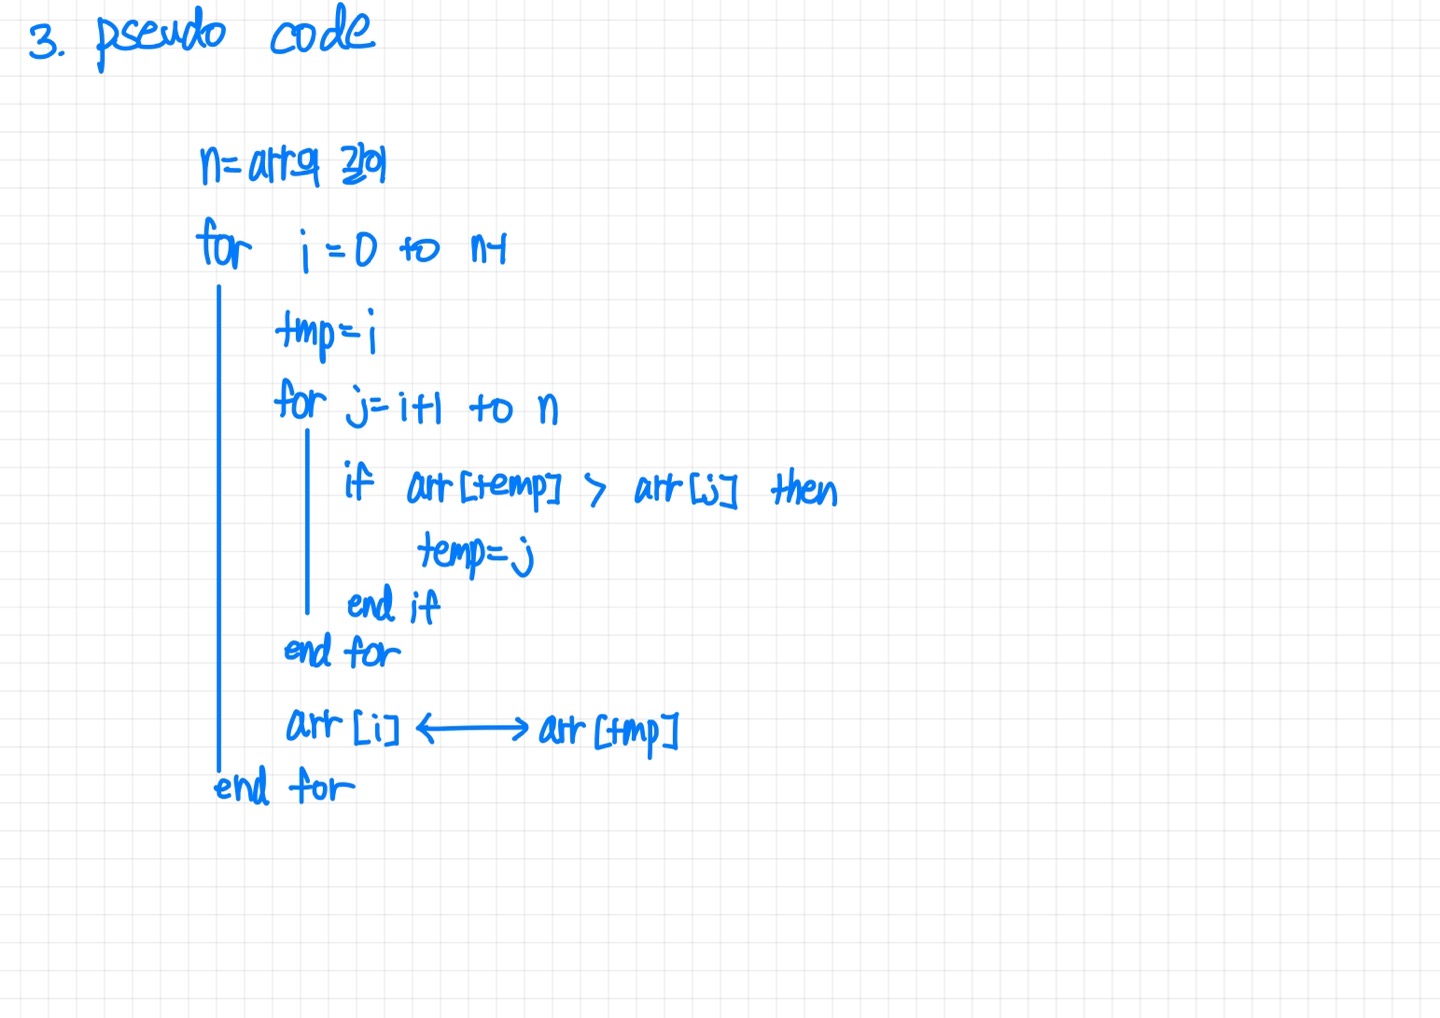 3. pseudo code
n=arr의 길이
for i=0 to n-1
tmp=i
for j=i+1 to n
if arr[temp] > arr[j] then
temp=j
end if
end for
arr[i] ⟷ arr[tmp]
end for